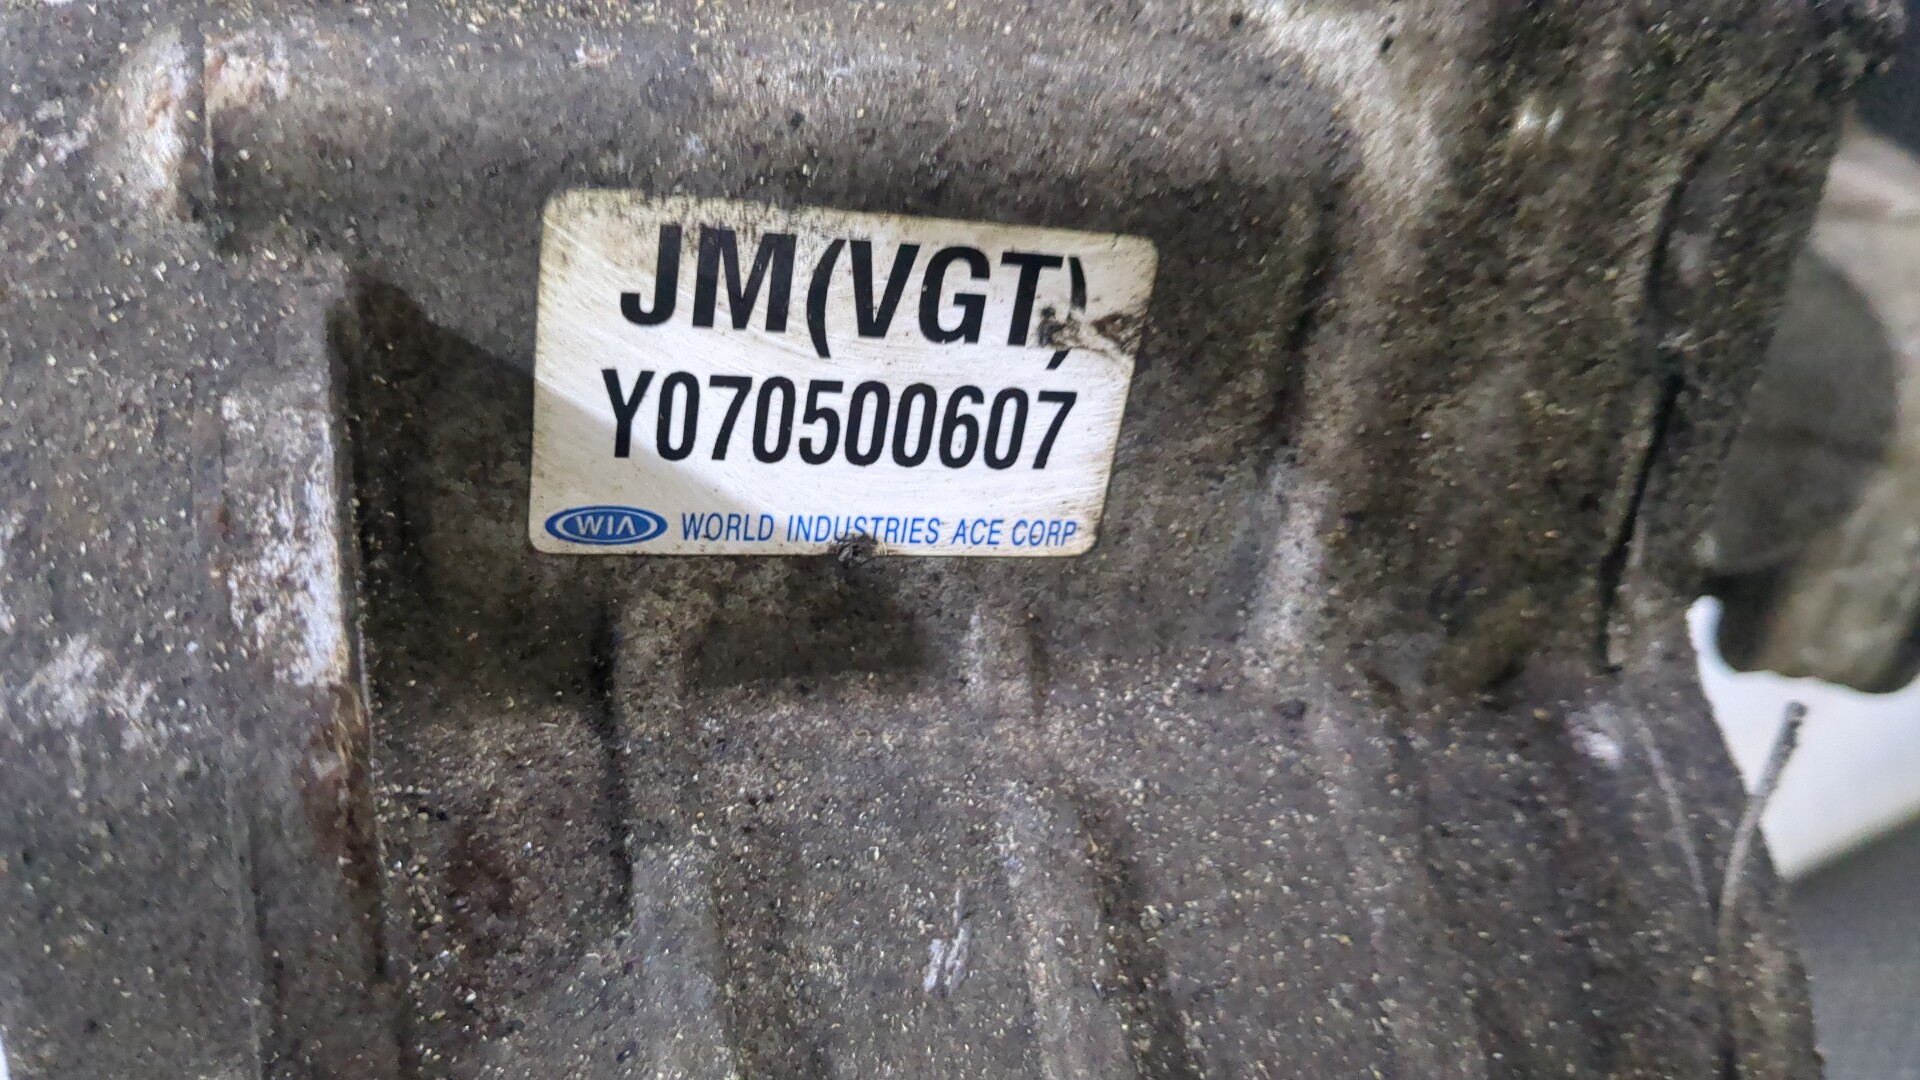 JM(VGT)
Y070500607
WIA WORLD INDUSTRIES ACE CORP